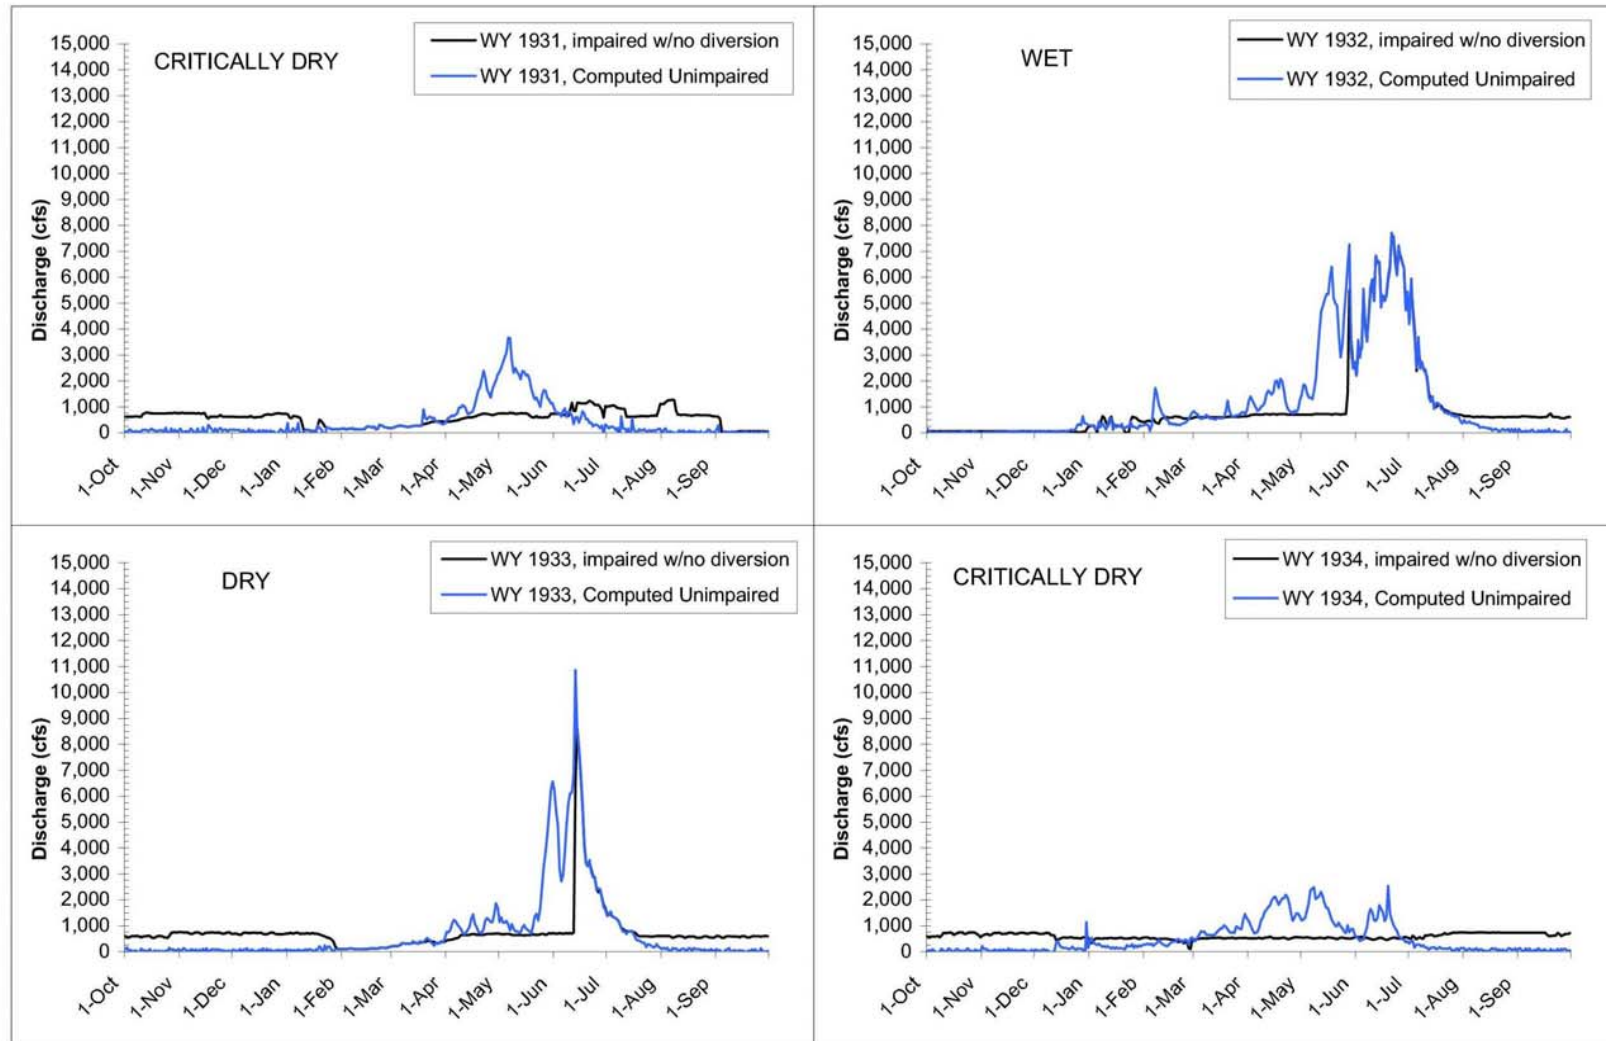 CRITICALLY DRY
WY 1931, impaired w/no diversion
WY 1931, Computed Unimpaired
Discharge (cfs)
15,000
14,000
13,000
12,000
11,000
10,000
9,000
8,000
7,000
6,000
5,000
4,000
3,000
2,000
1,000
0
1-Oct
1-Nov
1-Dec
1-Jan
1-Feb
1-Mar
1-Apr
1-May
1-Jun
1-Jul
1-Aug
1-Sep
WET
WY 1932, impaired w/no diversion
WY 1932, Computed Unimpaired
Discharge (cfs)
15,000
14,000
13,000
12,000
11,000
10,000
9,000
8,000
7,000
6,000
5,000
4,000
3,000
2,000
1,000
0
1-Oct
1-Nov
1-Dec
1-Jan
1-Feb
1-Mar
1-Apr
1-May
1-Jun
1-Jul
1-Aug
1-Sep
DRY
WY 1933, impaired w/no diversion
WY 1933, Computed Unimpaired
Discharge (cfs)
15,000
14,000
13,000
12,000
11,000
10,000
9,000
8,000
7,000
6,000
5,000
4,000
3,000
2,000
1,000
0
1-Oct
1-Nov
1-Dec
1-Jan
1-Feb
1-Mar
1-Apr
1-May
1-Jun
1-Jul
1-Aug
1-Sep
CRITICALLY DRY
WY 1934, impaired w/no diversion
WY 1934, Computed Unimpaired
Discharge (cfs)
15,000
14,000
13,000
12,000
11,000
10,000
9,000
8,000
7,000
6,000
5,000
4,000
3,000
2,000
1,000
0
1-Oct
1-Nov
1-Dec
1-Jan
1-Feb
1-Mar
1-Apr
1-May
1-Jun
1-Jul
1-Aug
1-Sep